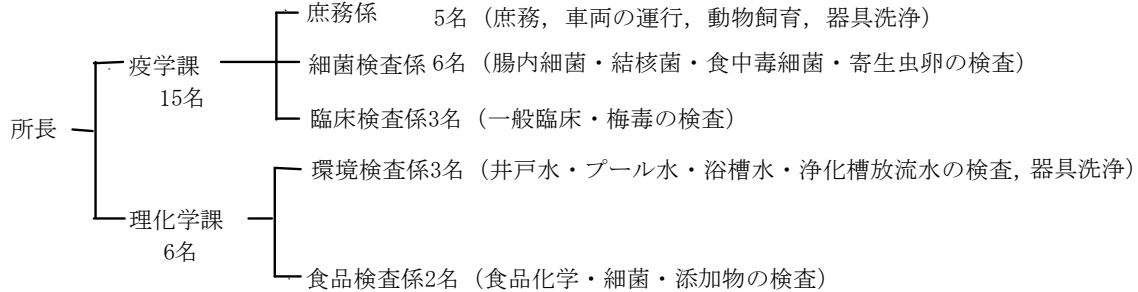 庶務係 5名（庶務，車両の運行，動物飼育，器具洗浄）
疫学課 細菌検査係 6名（腸内細菌・結核菌・食中毒細菌・寄生虫卵の検査）
15名
臨床検査係3名（一般臨床・梅毒の検査）
所長
環境検査係3名（井戸水・プール水・浴槽水・浄化槽放流水の検査，器具洗浄）
理化学課
6名
食品検査係2名（食品化学・細菌・添加物の検査）